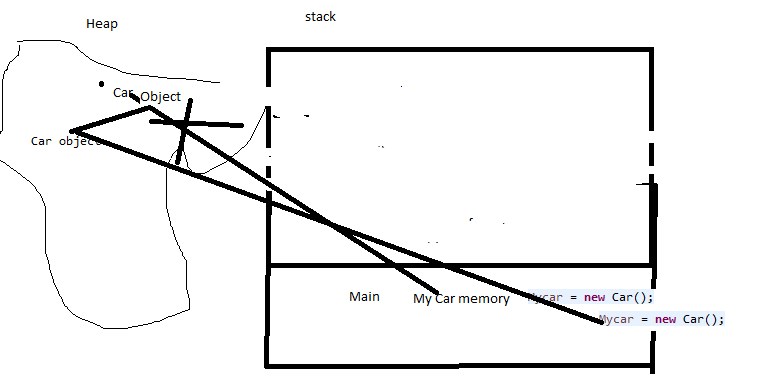 stack
Heap
Car Object
Car object
Main
My Car memory
Mycar = new Car();
Mycar = new Car();